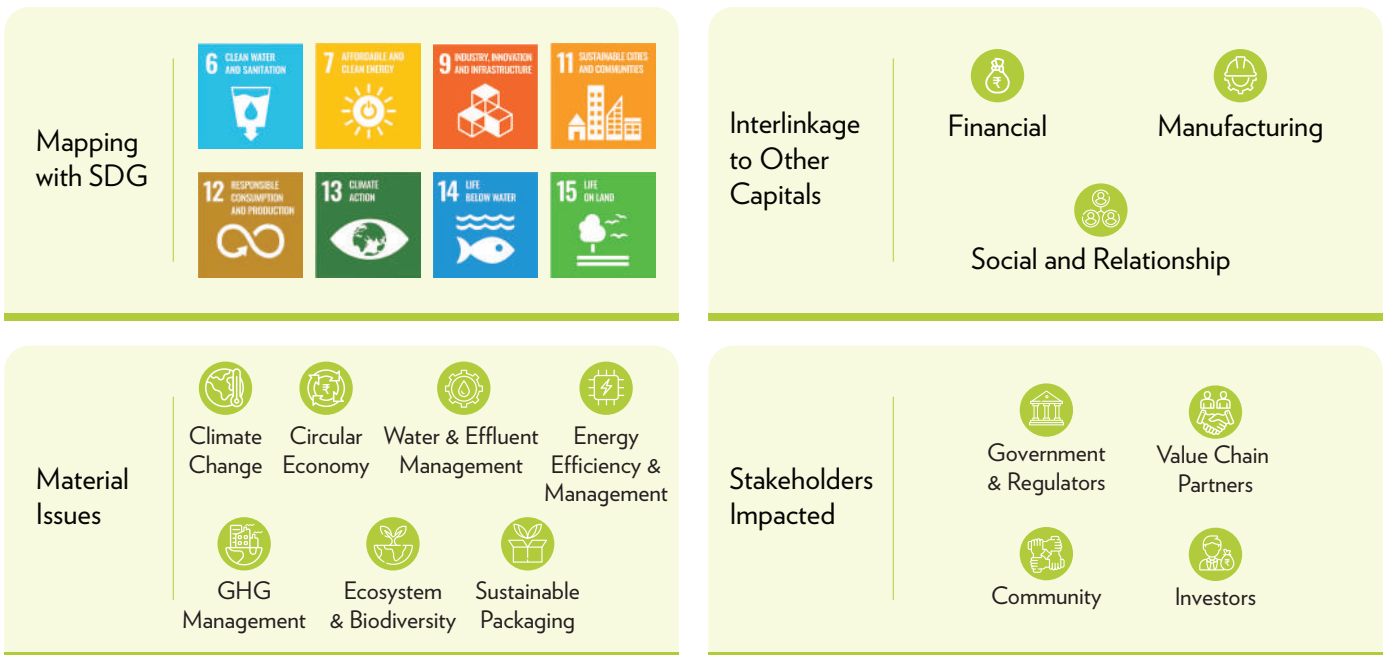 Mapping
with SDG
6 CLEAN WATER
AND SANITATION
7 AFFORDABLE AND
CLEAN ENERGY
9 INDUSTRY, INNOVATION
AND INFRASTRUCTURE
11 SUSTAINABLE CITIES
AND COMMUNITIES
12 RESPONSIBLE
CONSUMPTION
AND PRODUCTION
13 CLIMATE
ACTION
14 LIFE
BELOW WATER
15 LIFE
ON LAND
Interlinkage
to Other
Capitals
₹
Financial
Manufacturing
Social and Relationship
Material
Issues
Climate
Change
₹
Circular
Economy
Water & Effluent
Management
Energy
Efficiency &
Management
GHG
Management
Ecosystem
& Biodiversity
Sustainable
Packaging
Stakeholders
Impacted
Government
& Regulators
Value Chain
Partners
Community
₹
Investors